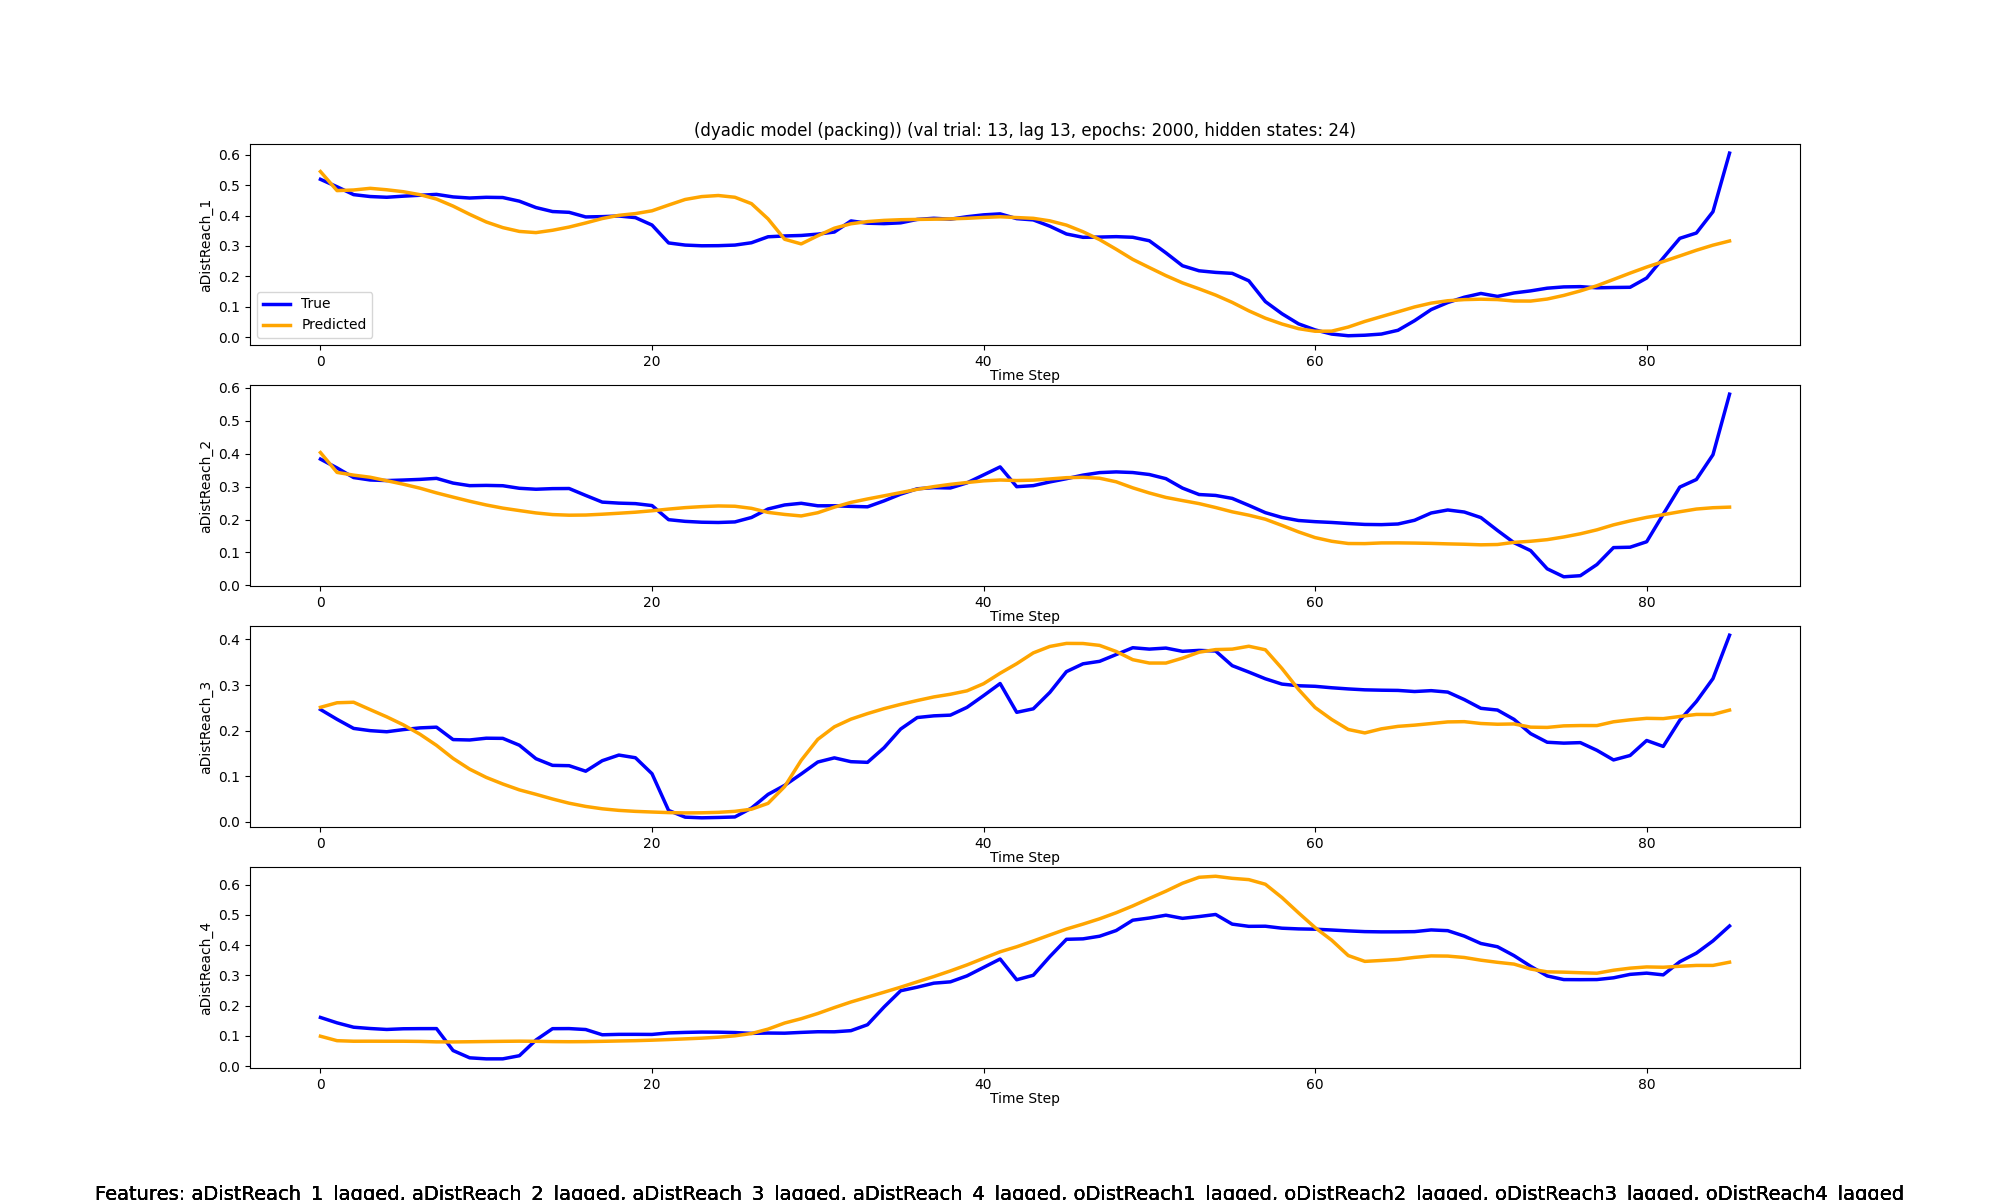 (dyadic model (packing)) (val trial: 13, lag 13, epochs: 2000, hidden states: 24)
0.6
0.5
0.4
0.3
0.2
0.1
0.0
aDistReach_1
True
Predicted
0 20 40 60 80
Time Step
0.6
0.5
0.4
0.3
0.2
0.1
0.0
aDistReach_2
0 20 40 60 80
Time Step
0.4
0.3
0.2
0.1
0.0
aDistReach_3
0 20 40 60 80
Time Step
0.6
0.5
0.4
0.3
0.2
0.1
0.0
aDistReach_4
0 20 40 60 80
Time Step
Features: aDistReach_1_lagged, aDistReach_2_lagged, aDistReach_3_lagged, aDistReach_4_lagged, oDistReach1_lagged, oDistReach2_lagged, oDistReach3_lagged, oDistReach4_lagged